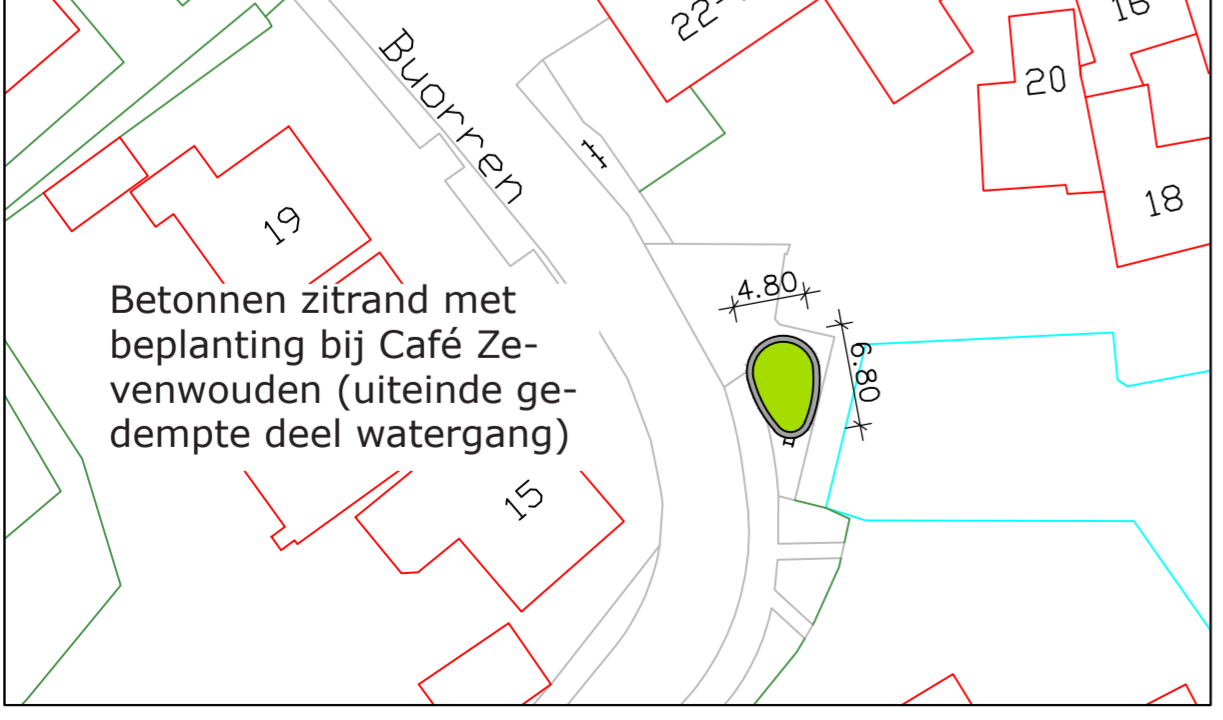 Buorren
22-
16
20
18
19
4.80
6.80
Betonnen zitrand met
beplanting bij Café Ze-
venwouden (uiteinde ge-
dempte deel watergang)
15